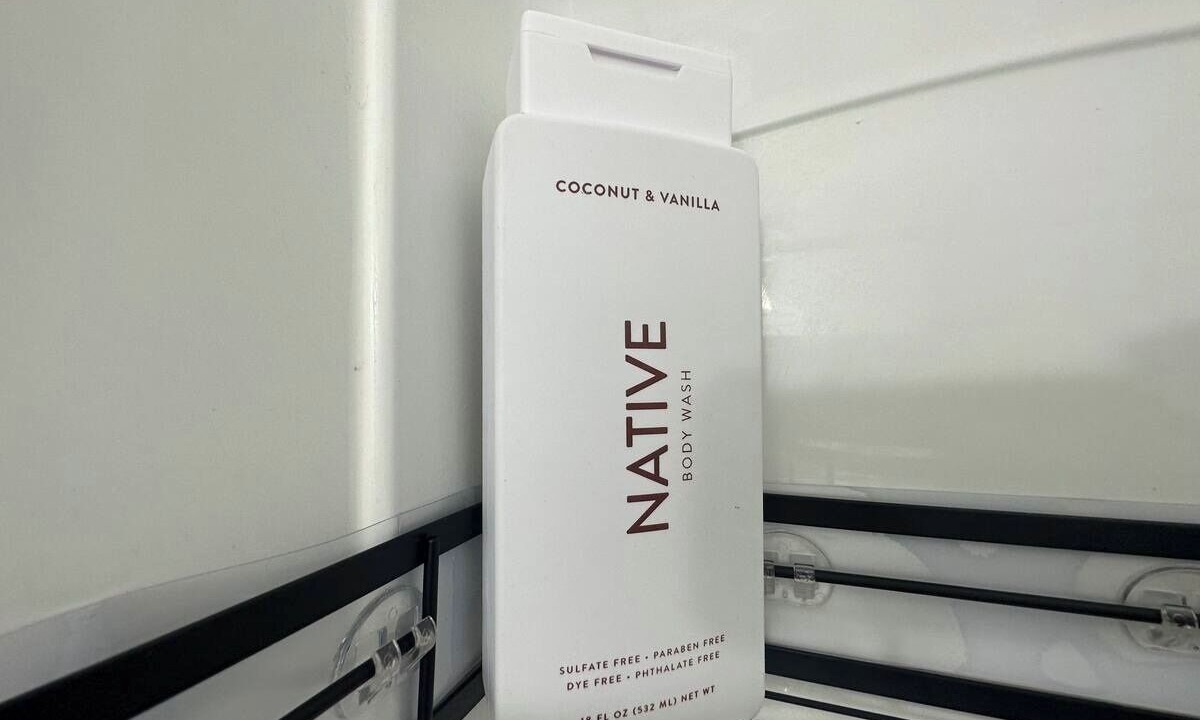 COCONUT & VANILLA
NATIVE
BODY WASH
SULFATE FREE • PARABEN FREE
DYE FREE • PHTHALATE FREE
18 FL OZ (532 ML) NET WT